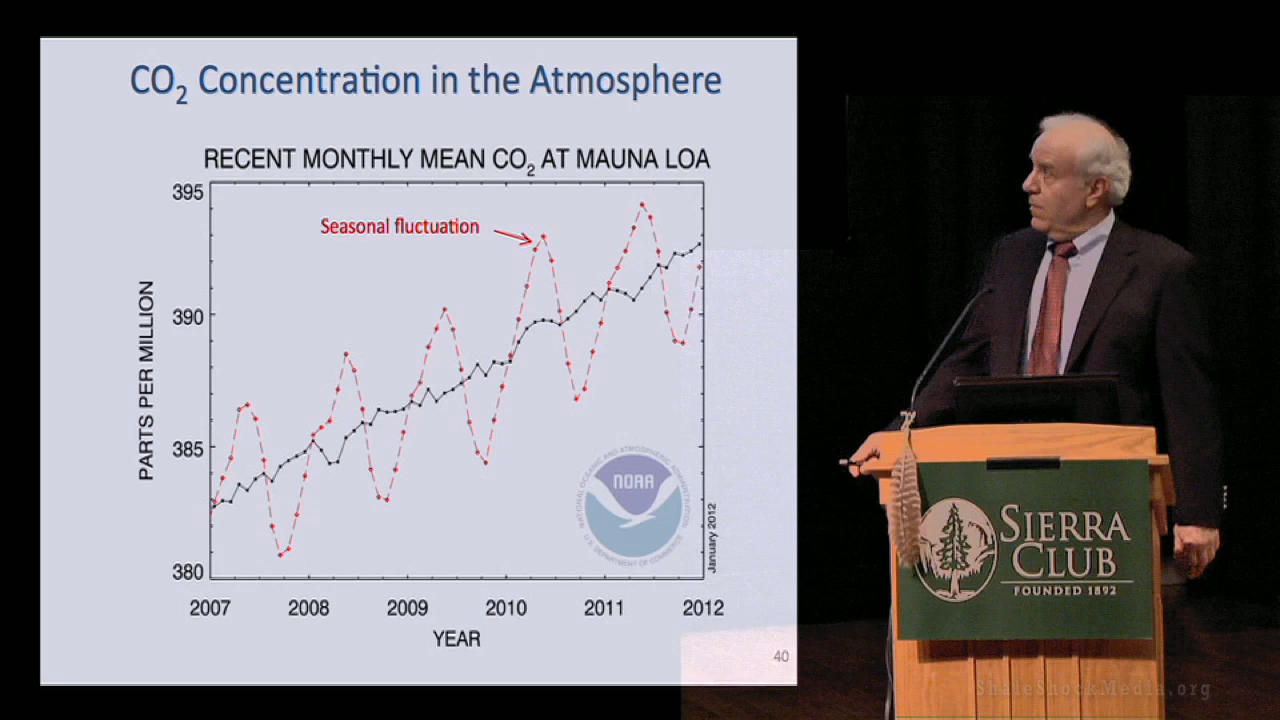 CO2 Concentration in the Atmosphere
RECENT MONTHLY MEAN CO2 AT MAUNA LOA
395
390
385
380
PARTS PER MILLION
Seasonal fluctuation
NATIONAL OCEANIC AND ATMOSPHERIC ADMINISTRATION
NOAA
U.S. DEPARTMENT OF COMMERCE
January 2012
2007 2008 2009 2010 2011 2012
YEAR
40
SIERRA
CLUB
FOUNDED 1892
ShaleShockMedia.org